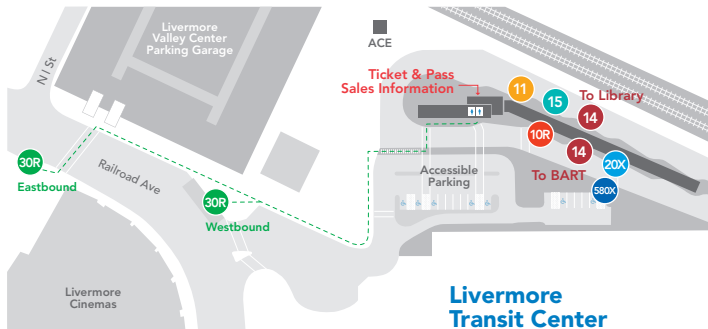 Livermore
Valley Center
Parking Garage
ACE
N I St
Ticket & Pass
Sales Information
11
15
To Library
14
10R
14
To BART
20X
580X
30R
Eastbound
Railroad Ave
30R
Westbound
Accessible
Parking
Livermore
Cinemas
Livermore
Transit Center